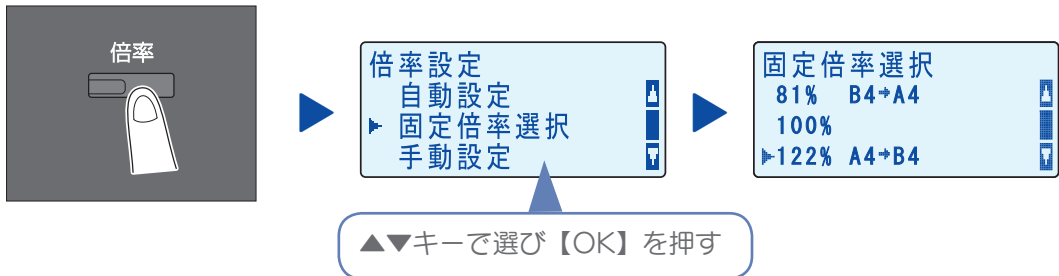 倍率
倍率設定
自動設定
固定倍率選択
手動設定
固定倍率選択
81% B4→A4
100%
122% A4→B4
▲▼キーで選び【OK】を押す